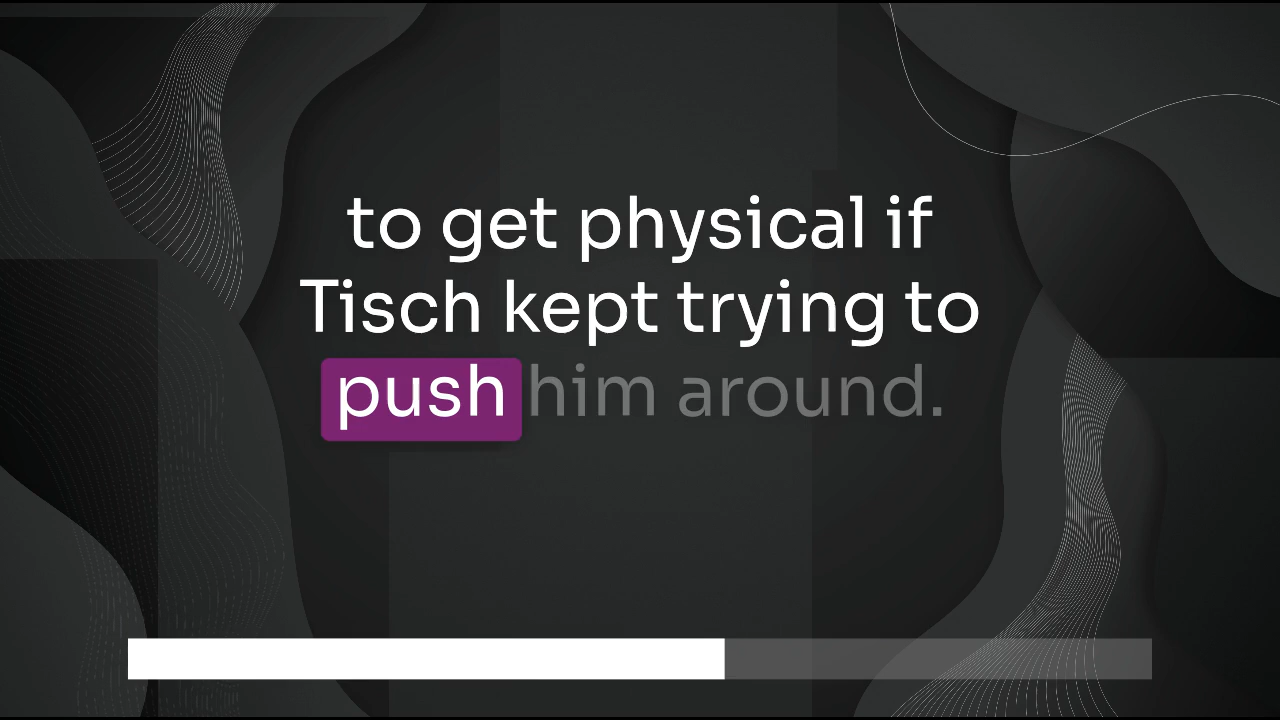 to get physical if
Tisch kept trying to
push him around.